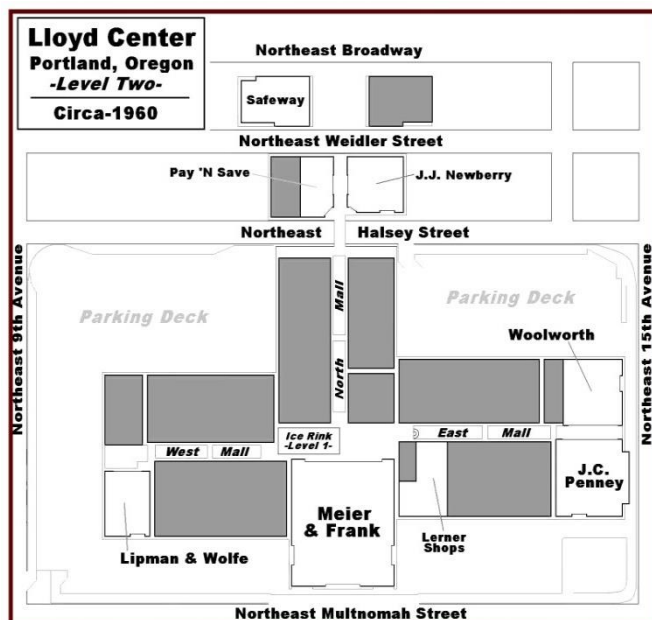 Lloyd Center
Portland, Oregon
-Level Two-
Circa-1960
Northeast Broadway
Safeway
Northeast Weidler Street
Pay 'N Save
J.J. Newberry
Northeast Halsey Street
Northeast 9th Avenue
Northeast 15th Avenue
Parking Deck
Parking Deck
North Mall
Woolworth
Ice Rink
-Level 1-
West Mall
East Mall
J.C.
Penney
Meier
& Frank
Lerner
Shops
Lipman & Wolfe
Northeast Multnomah Street